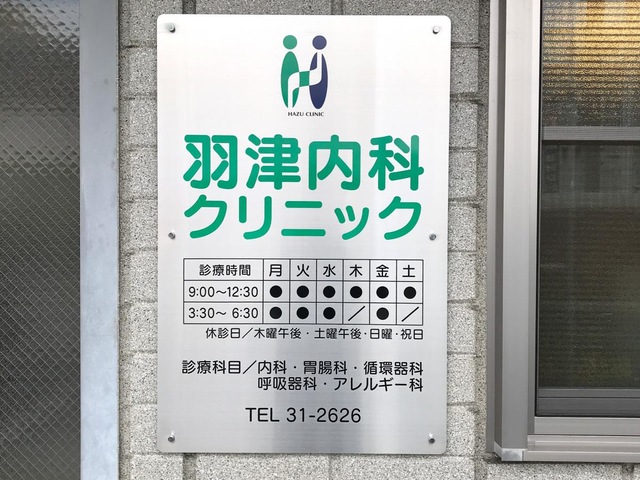 HAZU CLINIC
羽津内科
クリニック
診療時間 月 火 水 木 金 土
9:00〜12:30 ● ● ● ● ● ●
3:30〜 6:30 ● ● ● ／ ● ／
休診日／木曜午後・土曜午後・日曜・祝日
診療科目／内科・胃腸科・循環器科
呼吸器科・アレルギー科
TEL 31-2626